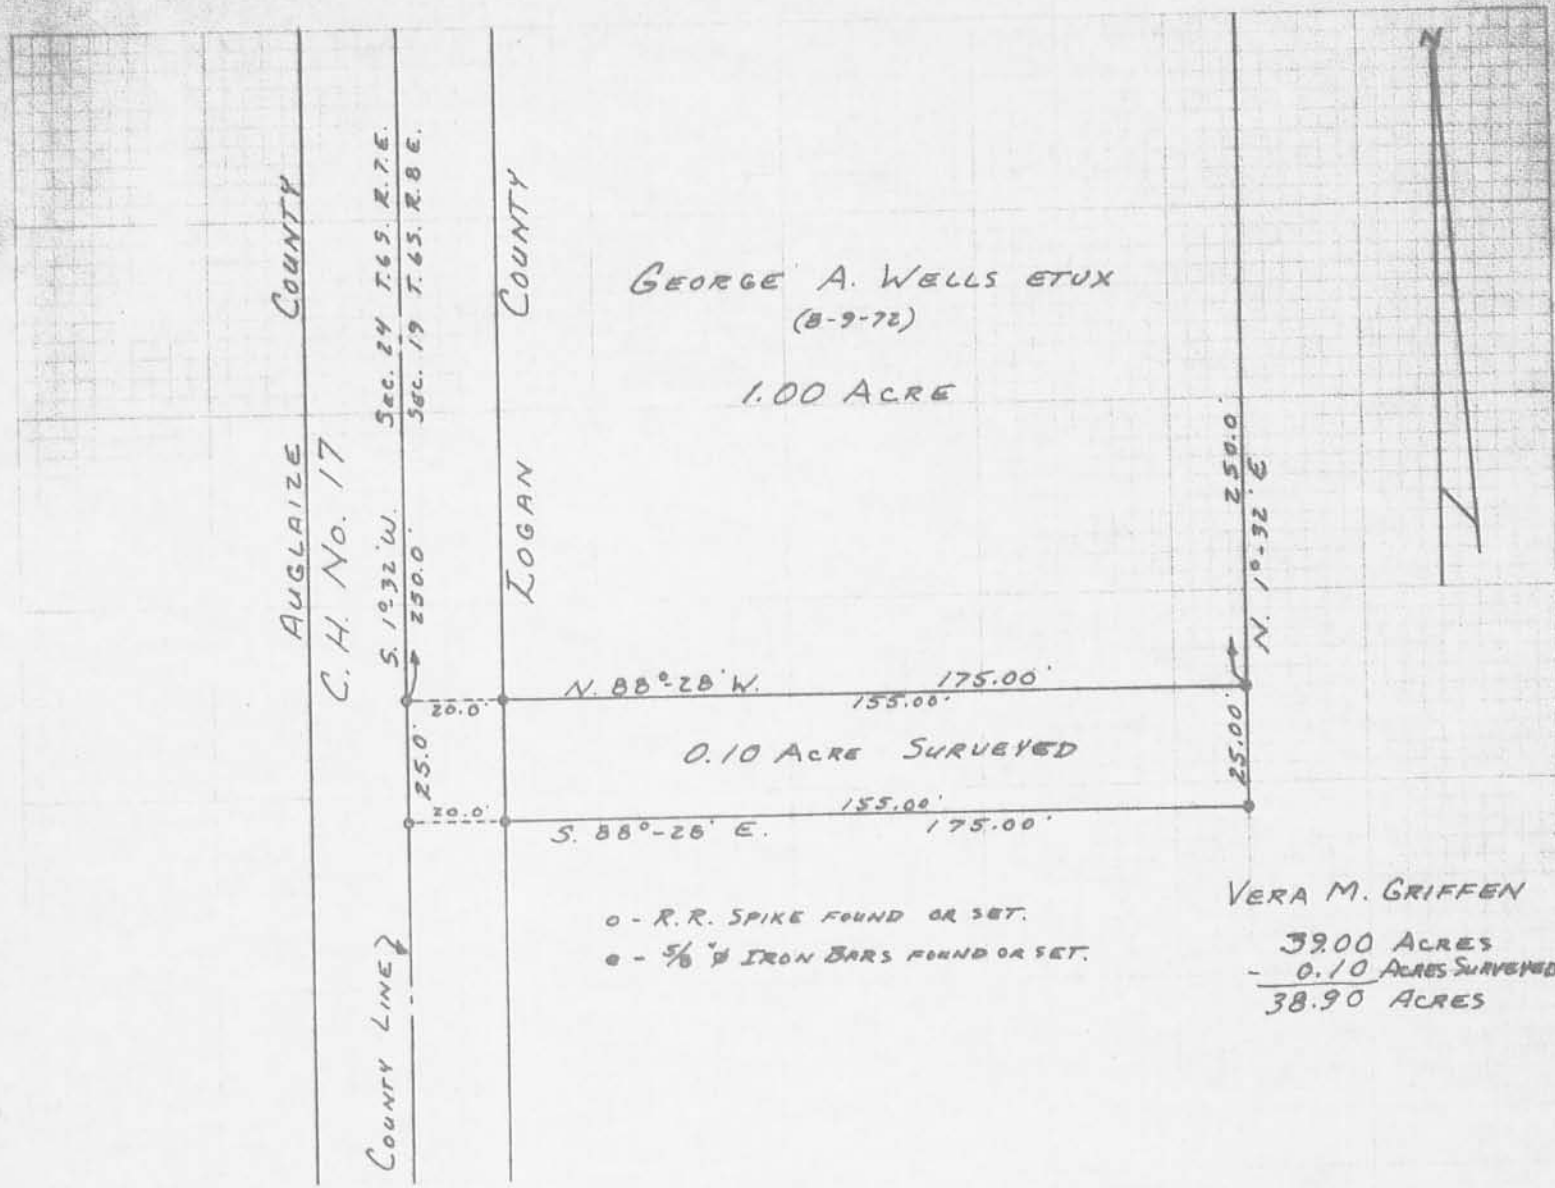 N
AUGLAIZE COUNTY
C. H. No. 17
Sec. 24 T.6 S. R.7.E.
Sec. 19 T.6S. R.8 E.
S. 1°32' W.
250.0'
LOGAN COUNTY
GEORGE A. WELLS ETUX
(8-9-72)
1.00 ACRE
250.0'
N. 1°-32' E
N. 88°-28' W. 175.00'
20.0' 155.00'
25.0'
0.10 ACRE SURVEYED
25.00'
20.0' 155.00'
S. 88°-28' E. 175.00'
VERA M. GRIFFEN
o - R.R. SPIKE FOUND OR SET.
39.00 ACRES
● - 5/8"ø IRON BARS FOUND OR SET.
- 0.10 ACRES SURVEYED
38.90 ACRES
COUNTY LINE